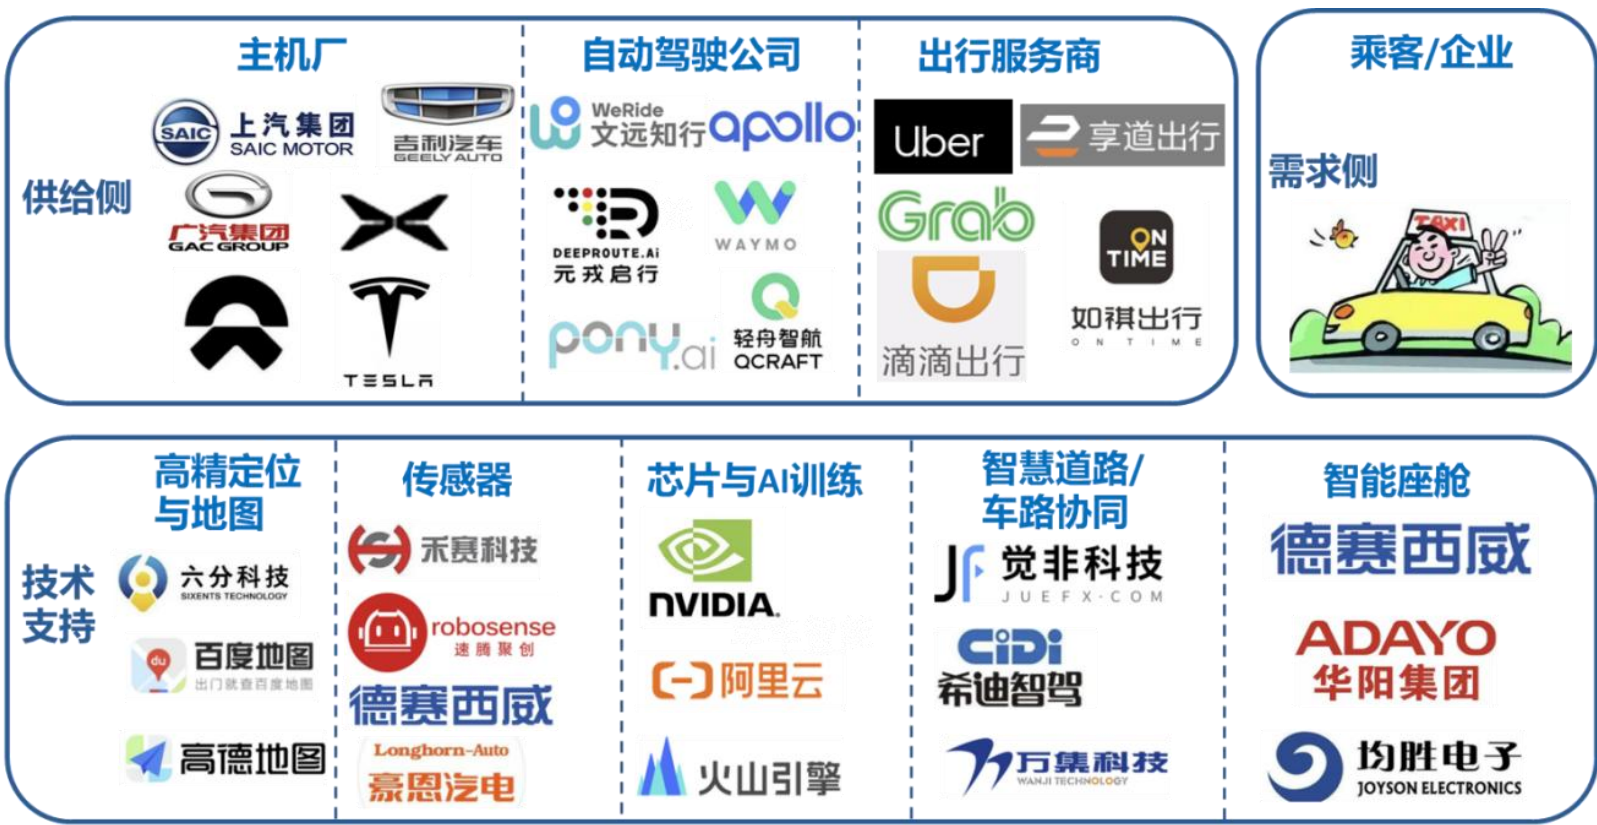 主机厂
自动驾驶公司
出行服务商
乘客/企业
供给侧
SAIC
上汽集团
SAIC MOTOR
吉利汽车
GEELY AUTO
广汽集团
GAC GROUP
TESLA
WeRide
文远知行
apollo
DEEPROUTE.Ai
元戎启行
WAYMO
pony.ai
轻舟智航
QCRAFT
Uber
享道出行
Grab
ON
TIME
如祺出行
ON TIME
滴滴出行
需求侧
TAXI
技术
支持
高精定位
与地图
六分科技
SIXENTS TECHNOLOGY
du
百度地图
出门就查百度地图
高德地图
传感器
禾赛科技
robosense
速腾聚创
德赛西威
Longhorn-Auto
豪恩汽电
芯片与AI训练
NVIDIA.
阿里云
火山引擎
智慧道路/
车路协同
觉非科技
JUEFX·COM
CiDi
希迪智驾
万集科技
WANJI TECHNOLOGY
智能座舱
德赛西威
ADAYO
华阳集团
均胜电子
JOYSON ELECTRONICS